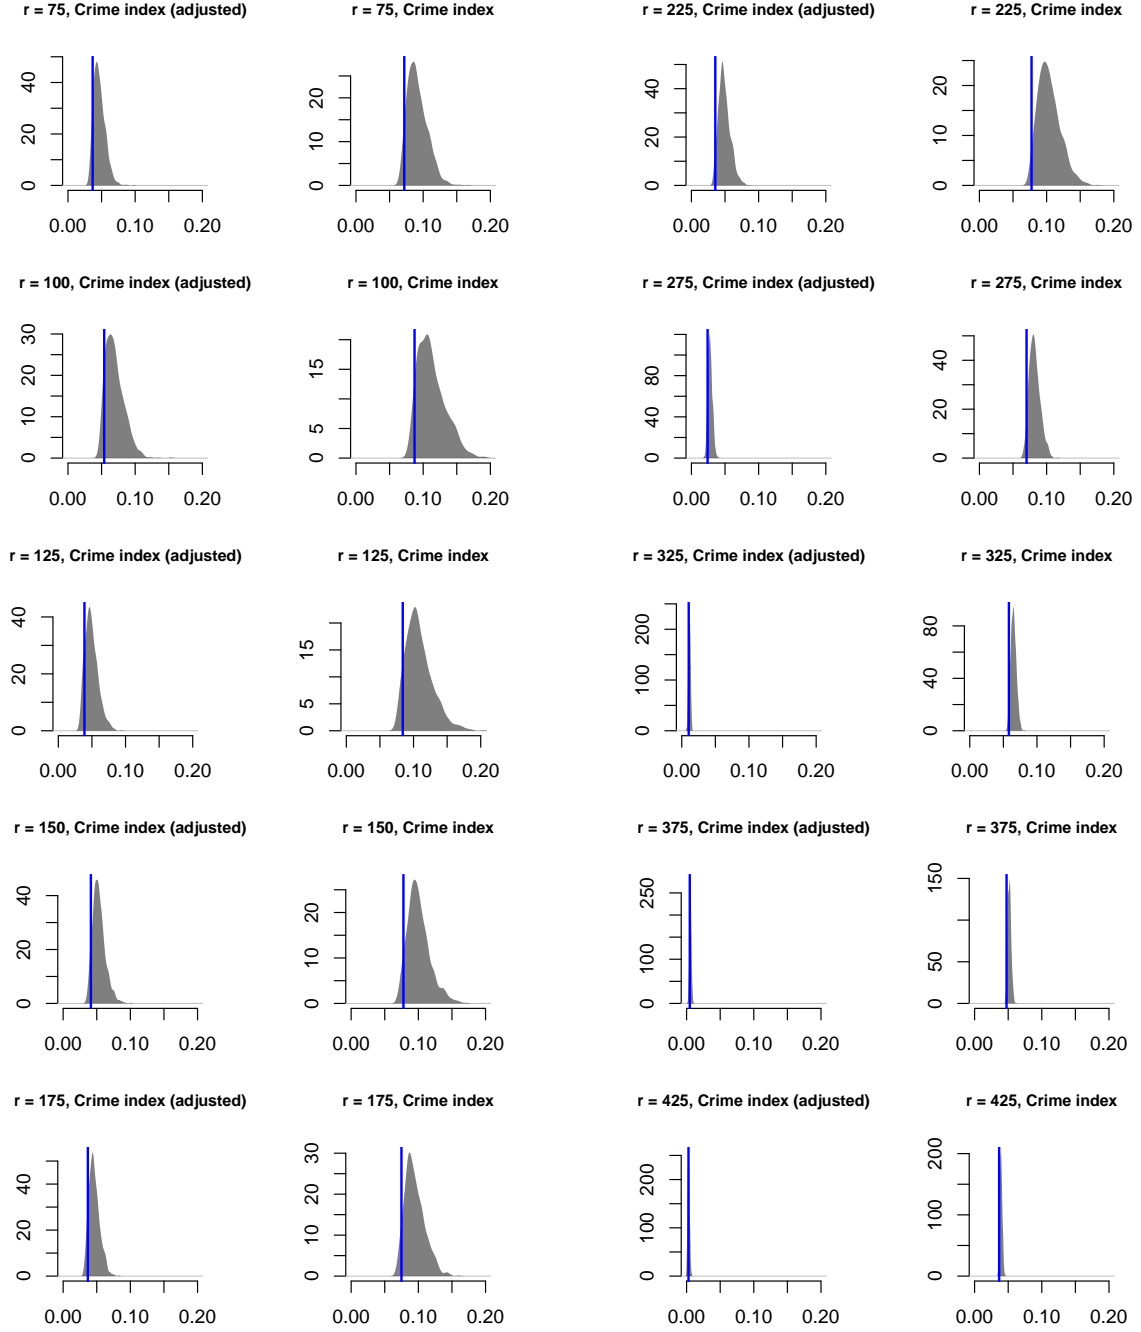 r = 75, Crime index (adjusted)
0 20 40
0.00 0.10 0.20
r = 75, Crime index
0 10 20
0.00 0.10 0.20
r = 225, Crime index (adjusted)
0 20 40
0.00 0.10 0.20
r = 225, Crime index
0 10 20
0.00 0.10 0.20
r = 100, Crime index (adjusted)
0 10 20 30
0.00 0.10 0.20
r = 100, Crime index
0 5 15
0.00 0.10 0.20
r = 275, Crime index (adjusted)
0 40 80
0.00 0.10 0.20
r = 275, Crime index
0 20 40
0.00 0.10 0.20
r = 125, Crime index (adjusted)
0 20 40
0.00 0.10 0.20
r = 125, Crime index
0 5 15
0.00 0.10 0.20
r = 325, Crime index (adjusted)
0 100 200
0.00 0.10 0.20
r = 325, Crime index
0 40 80
0.00 0.10 0.20
r = 150, Crime index (adjusted)
0 20 40
0.00 0.10 0.20
r = 150, Crime index
0 10 20
0.00 0.10 0.20
r = 375, Crime index (adjusted)
0 100 250
0.00 0.10 0.20
r = 375, Crime index
0 50 150
0.00 0.10 0.20
r = 175, Crime index (adjusted)
0 20 40
0.00 0.10 0.20
r = 175, Crime index
0 10 20 30
0.00 0.10 0.20
r = 425, Crime index (adjusted)
0 100 200
0.00 0.10 0.20
r = 425, Crime index
0 100 200
0.00 0.10 0.20